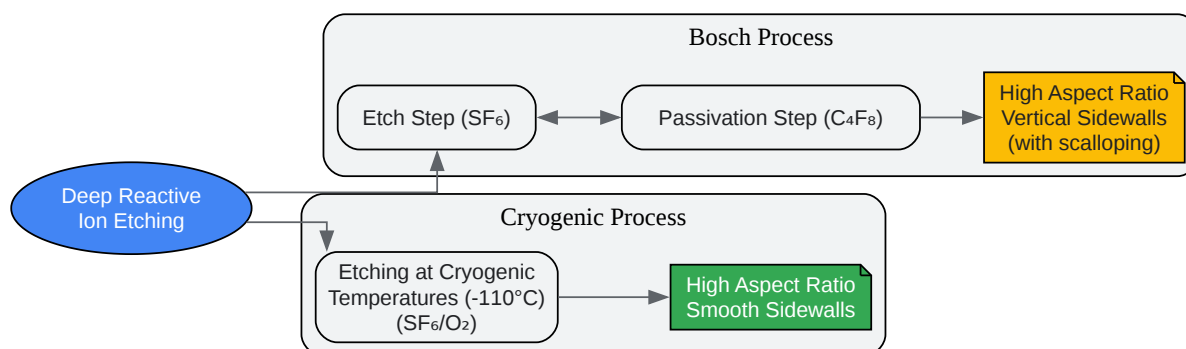 Bosch Process
Etch Step (SF₆)
Passivation Step (C₄F₈)
High Aspect Ratio
Vertical Sidewalls
(with scalloping)
Deep Reactive
Ion Etching
Cryogenic Process
Etching at Cryogenic
Temperatures (-110°C)
(SF₆/O₂)
High Aspect Ratio
Smooth Sidewalls